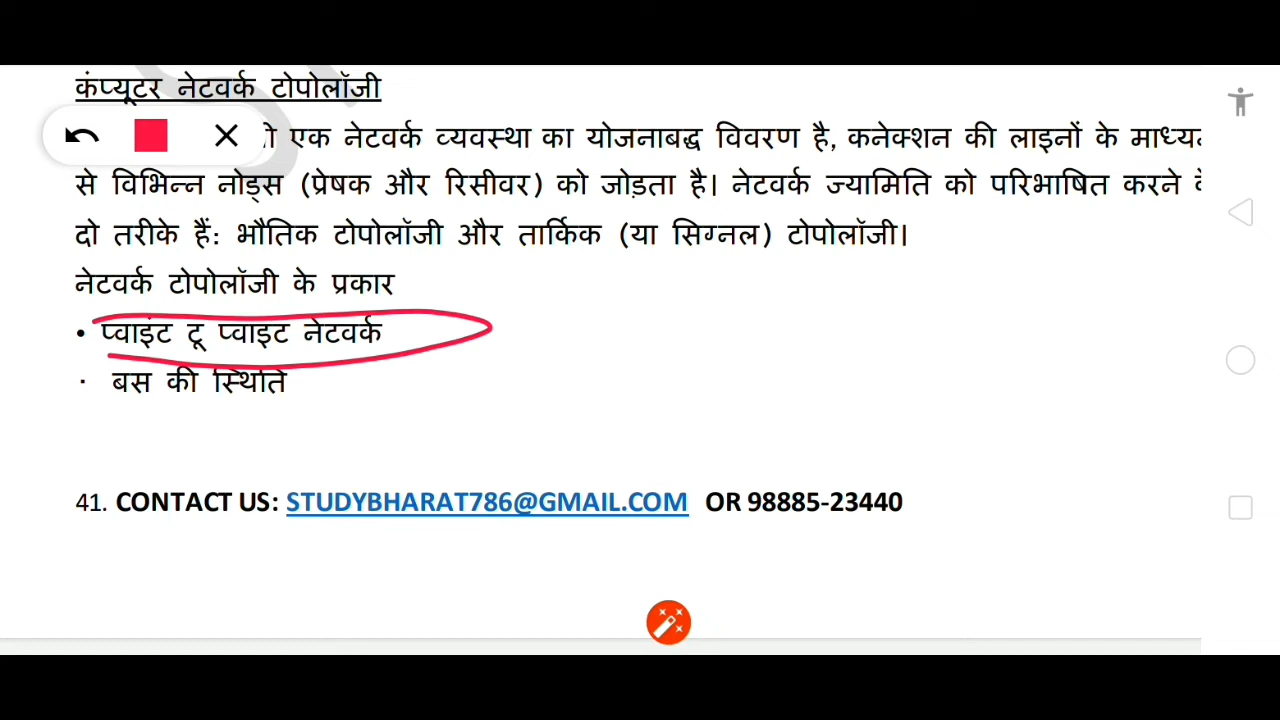 कंप्यूटर नेटवर्क टोपोलॉजी
एक नेटवर्क व्यवस्था का योजनाबद्ध विवरण है, कनेक्शन की लाइनों के
से विभिन्न नोड्स (प्रेषक और रिसीवर) को जोड़ता है। नेटवर्क ज्यामिति को परिभाषित करने
दो तरीके हैं: भौतिक टोपोलॉजी और तार्किक (या सिग्नल) टोपोलॉजी।
नेटवर्क टोपोलॉजी के प्रकार
• प्वाइंट टू प्वाइट नेटवर्क
· बस की स्थिति
41. CONTACT US: STUDYBHARAT786@GMAIL.COM OR 98885-23440